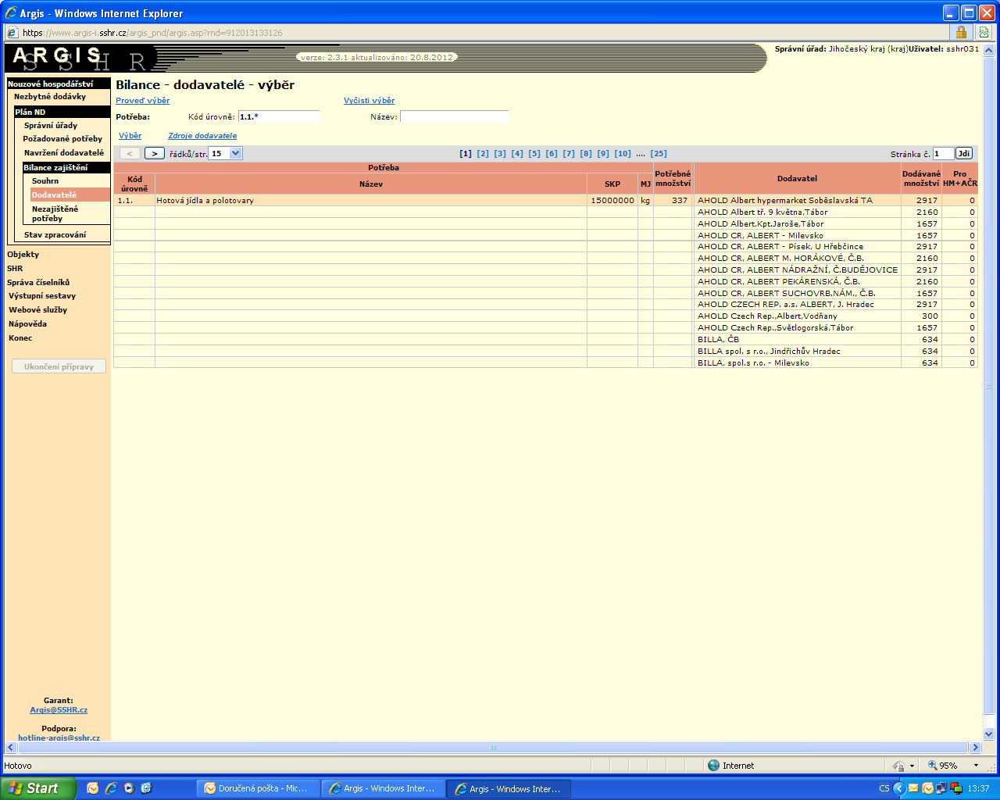 Argis - Windows Internet Explorer
https://www.argis-i.sshr.cz/argis_pnd/argis.asp?rnd=912013133126
ARGIS
SSHR
verze: 2.3.1 aktualizováno: 20.8.2012
Správní úřad: Jihočeský kraj (kraj)Uživatel: sshr031
Nouzové hospodářství
Nezbytné dodávky
Plán ND
Správní úřady
Požadované potřeby
Navržení dodavatelé
Bilance zajištění
Souhrn
Dodavatelé
Nezajištěné
potřeby
Stav zpracování
Objekty
SHR
Správa číselníků
Výstupní sestavy
Webové služby
Nápověda
Konec
Ukončení přípravy
Garant:
Argis@SSHR.cz
Podpora:
hotline-argis@sshr.cz
Bilance - dodavatelé - výběr
Proveď výběr Vyčisti výběr
Potřeba: Kód úrovně: 1.1.* Název:
Výběr Zdroje dodavatele
< > řádků/str. 15 [1] [2] [3] [4] [5] [6] [7] [8] [9] [10] .... [25] Stránka č. 1 Jdi
Potřeba
Kód úrovně Název SKP MJ Potřebné množství Dodavatel Dodávané množství Pro HM+AČR
1.1. Hotová jídla a polotovary 15000000 kg 337 AHOLD Albert hypermarket Soběslavská TA 2917 0
AHOLD Albert tř. 9 května,Tábor 2160 0
AHOLD Albert,Kpt.Jaroše,Tábor 1657 0
AHOLD CR, ALBERT - Milevsko 1657 0
AHOLD CR, ALBERT - Písek, U Hřebčince 2917 0
AHOLD CR, ALBERT M. HORÁKOVÉ, Č.B. 2160 0
AHOLD CR, ALBERT NÁDRAŽNÍ, Č.BUDĚJOVICE 2917 0
AHOLD CR, ALBERT PEKÁRENSKÁ, Č.B. 2160 0
AHOLD CR, ALBERT SUCHOVRB.NÁM., Č.B. 1657 0
AHOLD CZECH REP. a.s. ALBERT, J. Hradec 2917 0
AHOLD Czech Rep.,Albert,Vodňany 300 0
AHOLD Czech Rep.,Světlogorská,Tábor 1657 0
BILLA, ČB 634 0
BILLA spol. s r.o., Jindřichův Hradec 634 0
BILLA, spol.s r.o. - Milevsko 634 0
Hotovo Internet 95%
Start Doručená pošta - Mic... Argis - Windows Inter... Argis - Windows Inter... CS 13:37